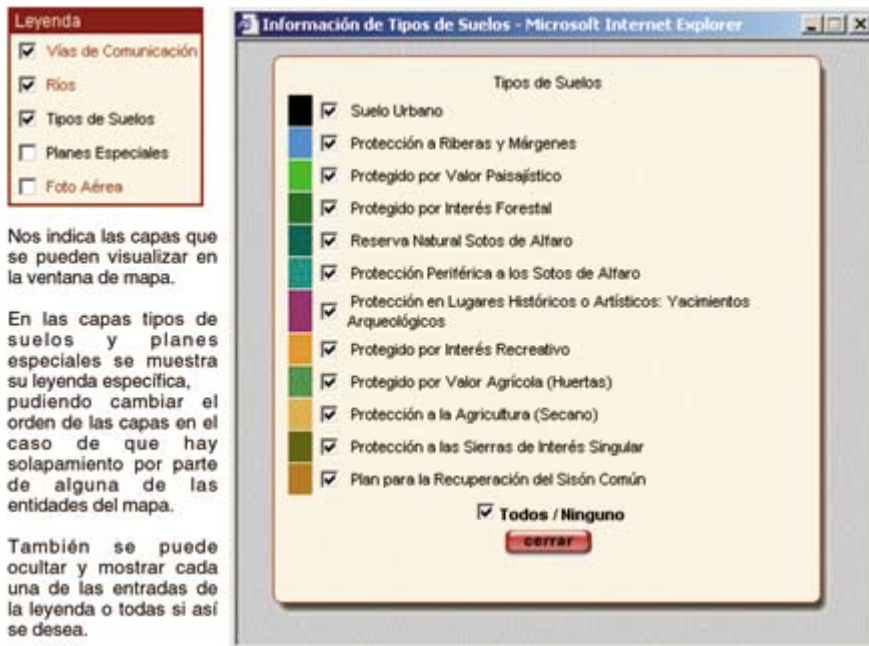 Leyenda
Vías de Comunicación
Ríos
Tipos de Suelos
Planes Especiales
Foto Aérea
Nos indica las capas que
se pueden visualizar en
la ventana de mapa.
En las capas tipos de
suelos y planes
especiales se muestra
su leyenda específica,
pudiendo cambiar el
orden de las capas en el
caso de que hay
solapamiento por parte
de alguna de las
entidades del mapa.
También se puede
ocultar y mostrar cada
una de las entradas de
la leyenda o todas si así
se desea.
Información de Tipos de Suelos - Microsoft Internet Explorer
Tipos de Suelos
Suelo Urbano
Protección a Riberas y Márgenes
Protegido por Valor Paisajístico
Protegido por Interés Forestal
Reserva Natural Sotos de Alfaro
Protección Periférica a los Sotos de Alfaro
Protección en Lugares Históricos o Artísticos: Yacimientos
Arqueológicos
Protegido por Interés Recreativo
Protegido por Valor Agrícola (Huertas)
Protección a la Agricultura (Secano)
Protección a las Sierras de Interés Singular
Plan para la Recuperación del Sisón Común
Todos / Ninguno
cerrar